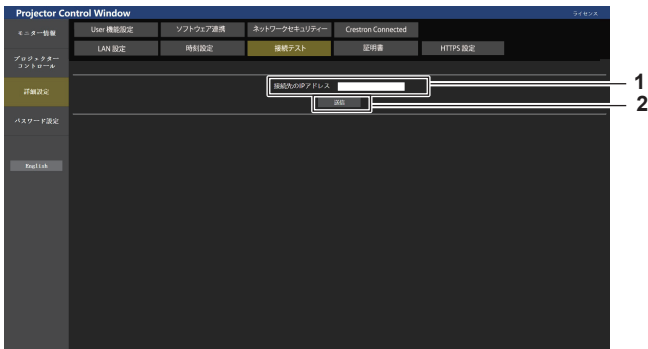 Projector Control Window
ライセンス
モニター情報
プロジェクター
コントロール
詳細設定
パスワード設定
English
User 機能設定
ソフトウェア連携
ネットワークセキュリティー
Crestron Connected
LAN 設定
時刻設定
接続テスト
証明書
HTTPS 設定
接続先のIPアドレス
1
送信
2